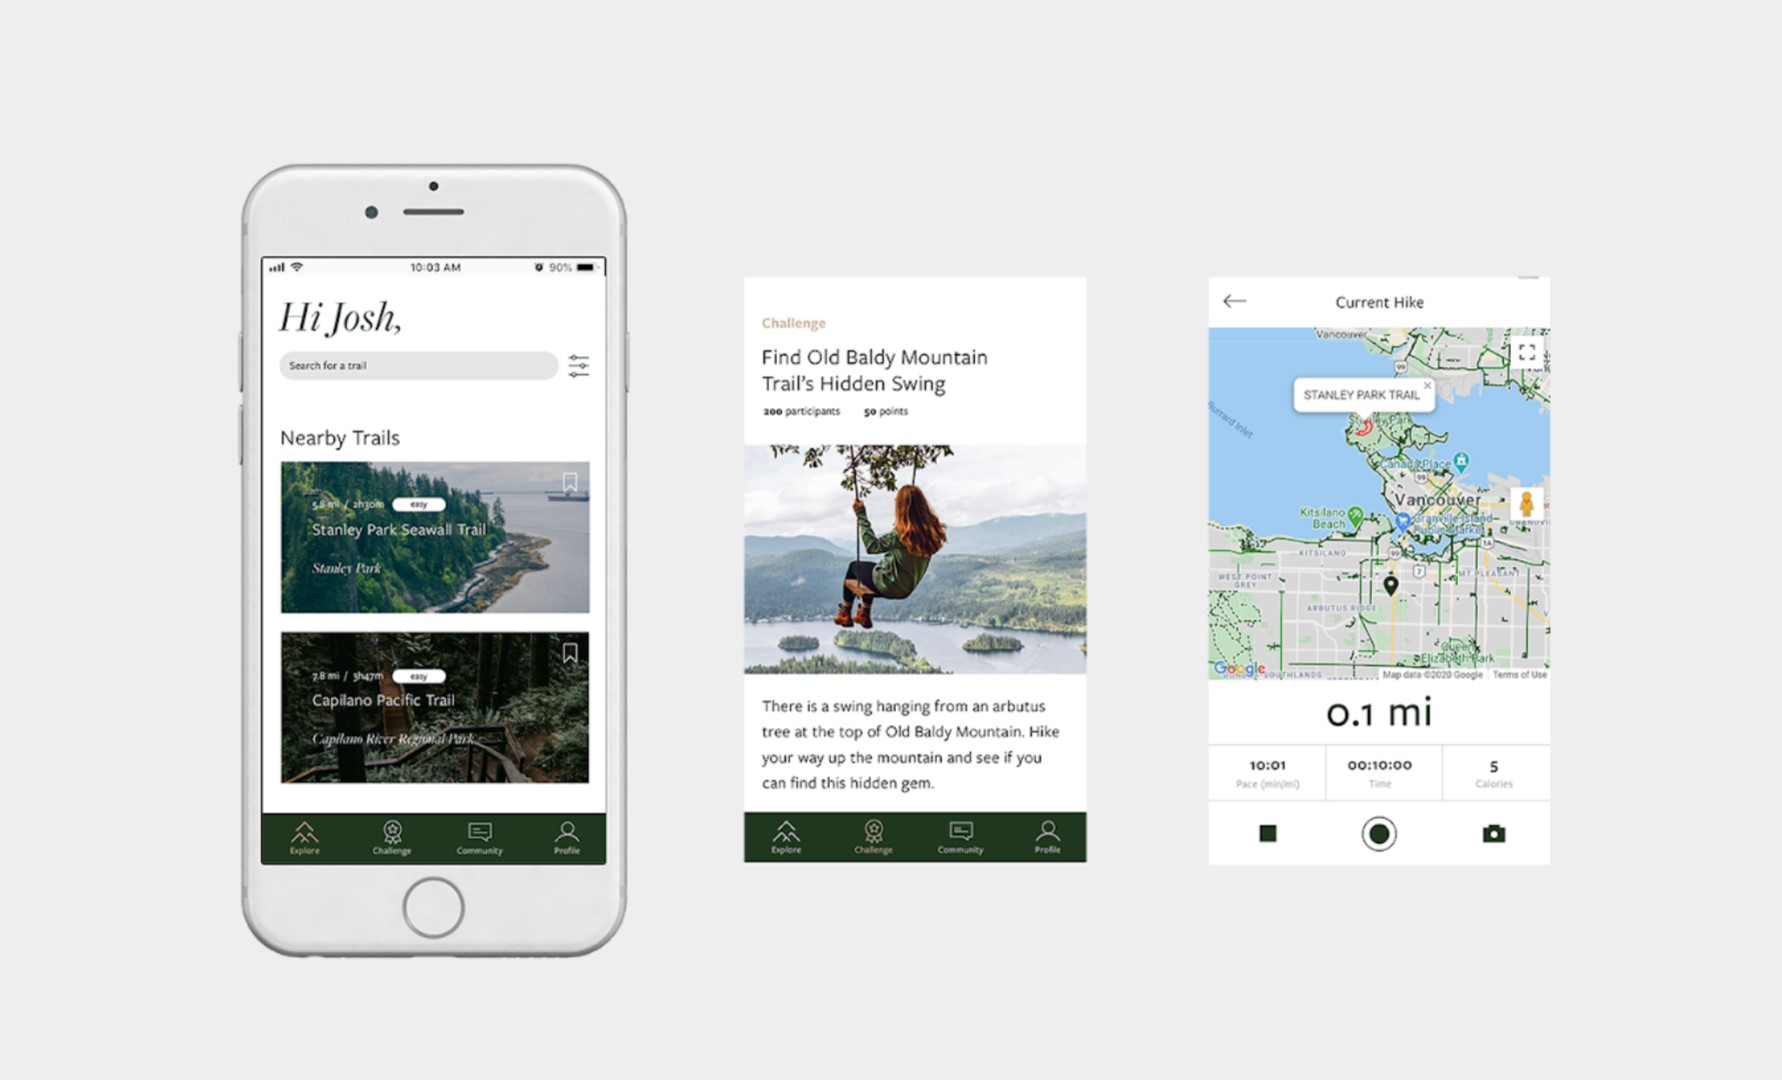 10:03 AM
90%
Hi Josh,
Search for a trail
Nearby Trails
5.8 mi / 2h30m easy
Stanley Park Seawall Trail
Stanley Park
7.8 mi / 3h47m easy
Capilano Pacific Trail
Capilano River Regional Park
Explore Challenge Community Profile
Challenge
Find Old Baldy Mountain
Trail's Hidden Swing
200 participants 50 points
There is a swing hanging from an arbutus
tree at the top of Old Baldy Mountain. Hike
your way up the mountain and see if you
can find this hidden gem.
Explore Challenge Community Profile
Current Hike
Vancouver
99
STANLEY PARK TRAIL
Stanley Park
Burrard Inlet
Canada Place
99
Vancouver
Kitsilano
Beach
Granville Island
Public Market
1A
KITSILANO
99
7
WEST POINT
GREY
MT PLEASANT
ARBUTUS RIDGE
Queen
Elizabeth Park
Google
SOUTHLANDS
Map data ©2020 Google
Terms of Use
0.1 mi
10:01
Pace (min/mi)
00:10:00
Time
5
Calories